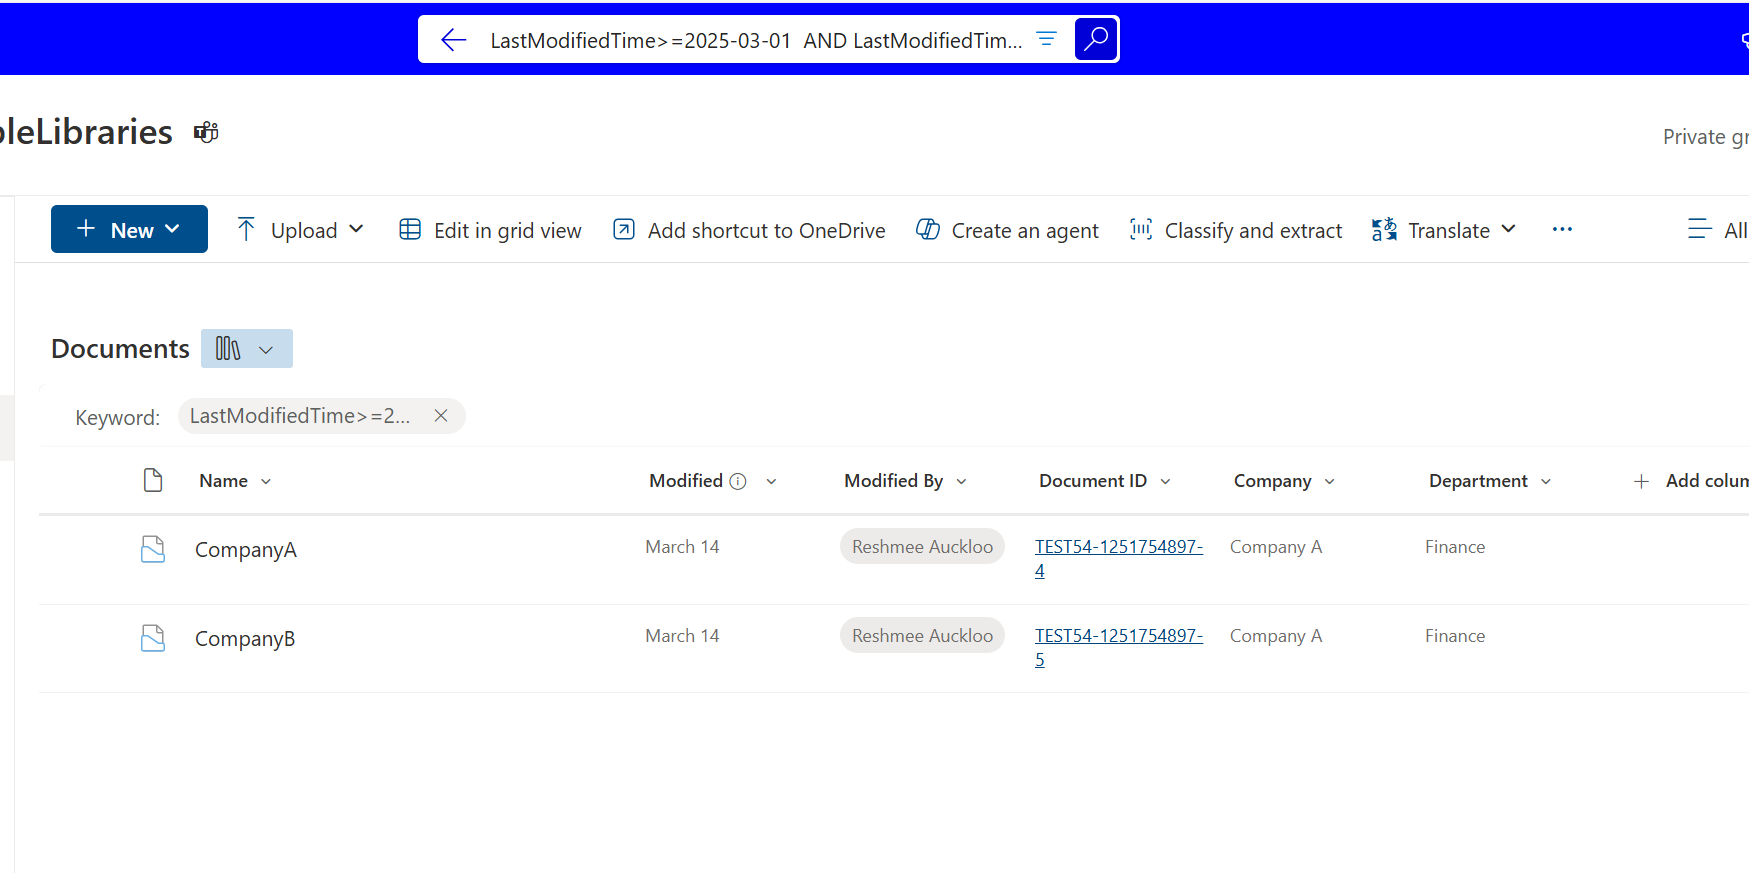 LastModifiedTime>=2025-03-01 AND LastModifiedTim...
leLibraries
Private gr
New
Upload
Edit in grid view
Add shortcut to OneDrive
Create an agent
Classify and extract
Translate
...
All
Documents
Keyword: LastModifiedTime>=2...
Name
Modified
Modified By
Document ID
Company
Department
Add colum
CompanyA
March 14
Reshmee Auckloo
TEST54-1251754897-
4
Company A
Finance
CompanyB
March 14
Reshmee Auckloo
TEST54-1251754897-
5
Company A
Finance